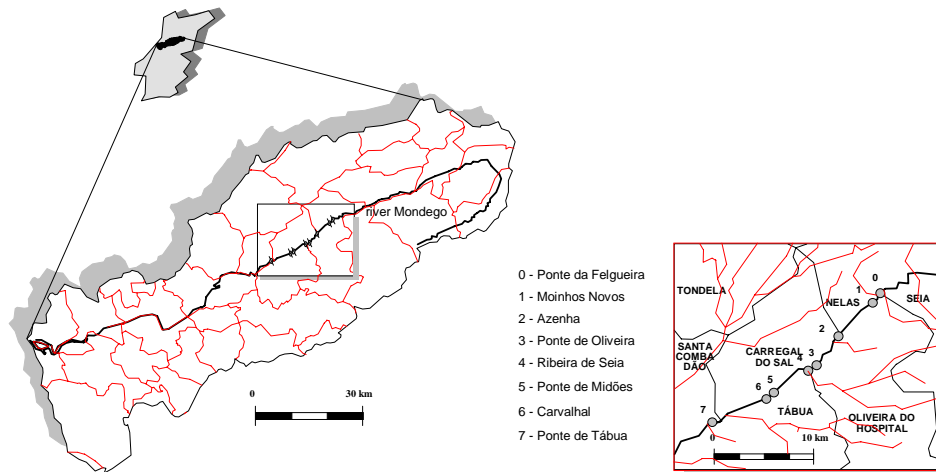 river Mondego
0 - Ponte da Felgueira
1 - Moinhos Novos
2 - Azenha
3 - Ponte de Oliveira
4 - Ribeira de Seia
5 - Ponte de Midões
6 - Carvalhal
7 - Ponte de Tábua
0 30 km
0
1
TONDELA
NELAS
SEIA
2
SANTA
COMBA
DÃO
CARREGAL
DO SAL
4 3
5
6
TÁBUA
7
OLIVEIRA DO
HOSPITAL
0 10 km